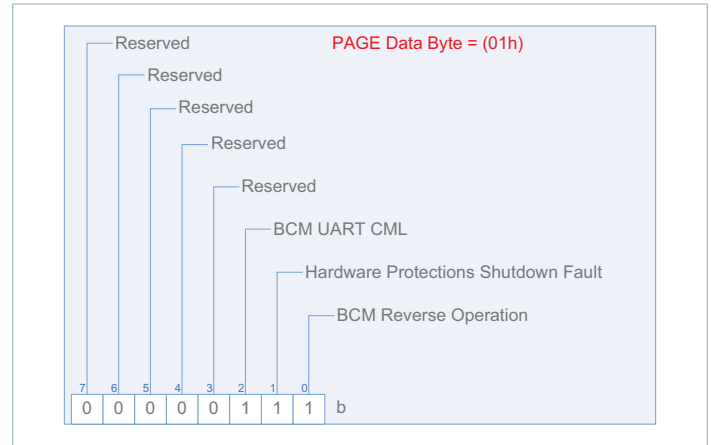 Reserved PAGE Data Byte = (01h)
Reserved
Reserved
Reserved
Reserved
BCM UART CML
Hardware Protections Shutdown Fault
BCM Reverse Operation
7 6 5 4 3 2 1 0
0 0 0 0 0 1 1 1 b